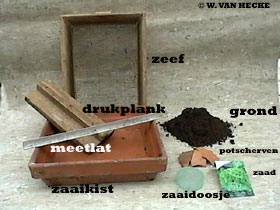 © W. VAN HECKE
zeef
drukplank
grond
meetlat
potscherven
zaad
zaaikist
zaaidoosje